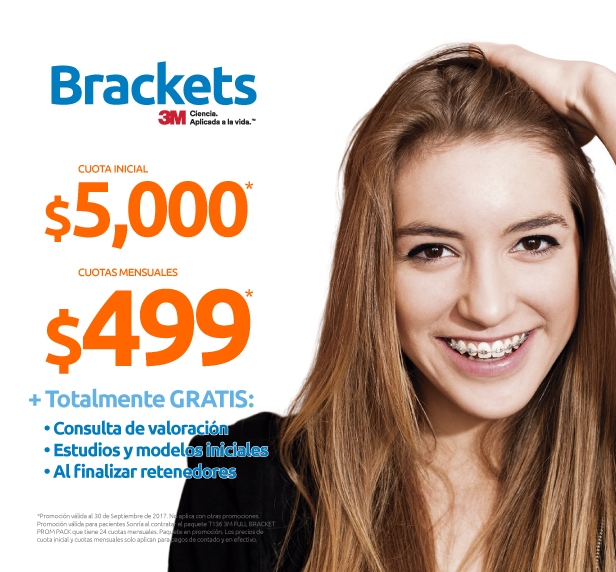 Brackets
3M Ciencia.
Aplicada a la vida.™
CUOTA INICIAL
$5,000*
CUOTAS MENSUALES
$499*
+ Totalmente GRATIS:
• Consulta de valoración
• Estudios y modelos iniciales
• Al finalizar retenedores
*Promoción válida al 30 de Septiembre de 2017. No aplica con otras promociones.
Promoción válida para pacientes Sonría al contratar el paquete T136 3M FULL BRACKET
PROM PACK que tiene 24 cuotas mensuales. Paquete en promoción. Los precios de
cuota inicial y cuotas mensuales solo aplican para pagos de contado y en efectivo.